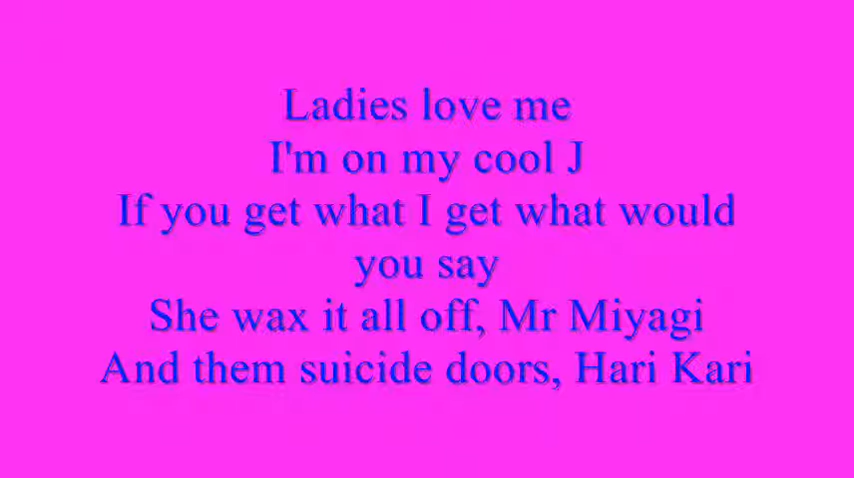 Ladies love me
I'm on my cool J
If you get what I get what would
you say
She wax it all off, Mr Miyagi
And them suicide doors, Hari Kari